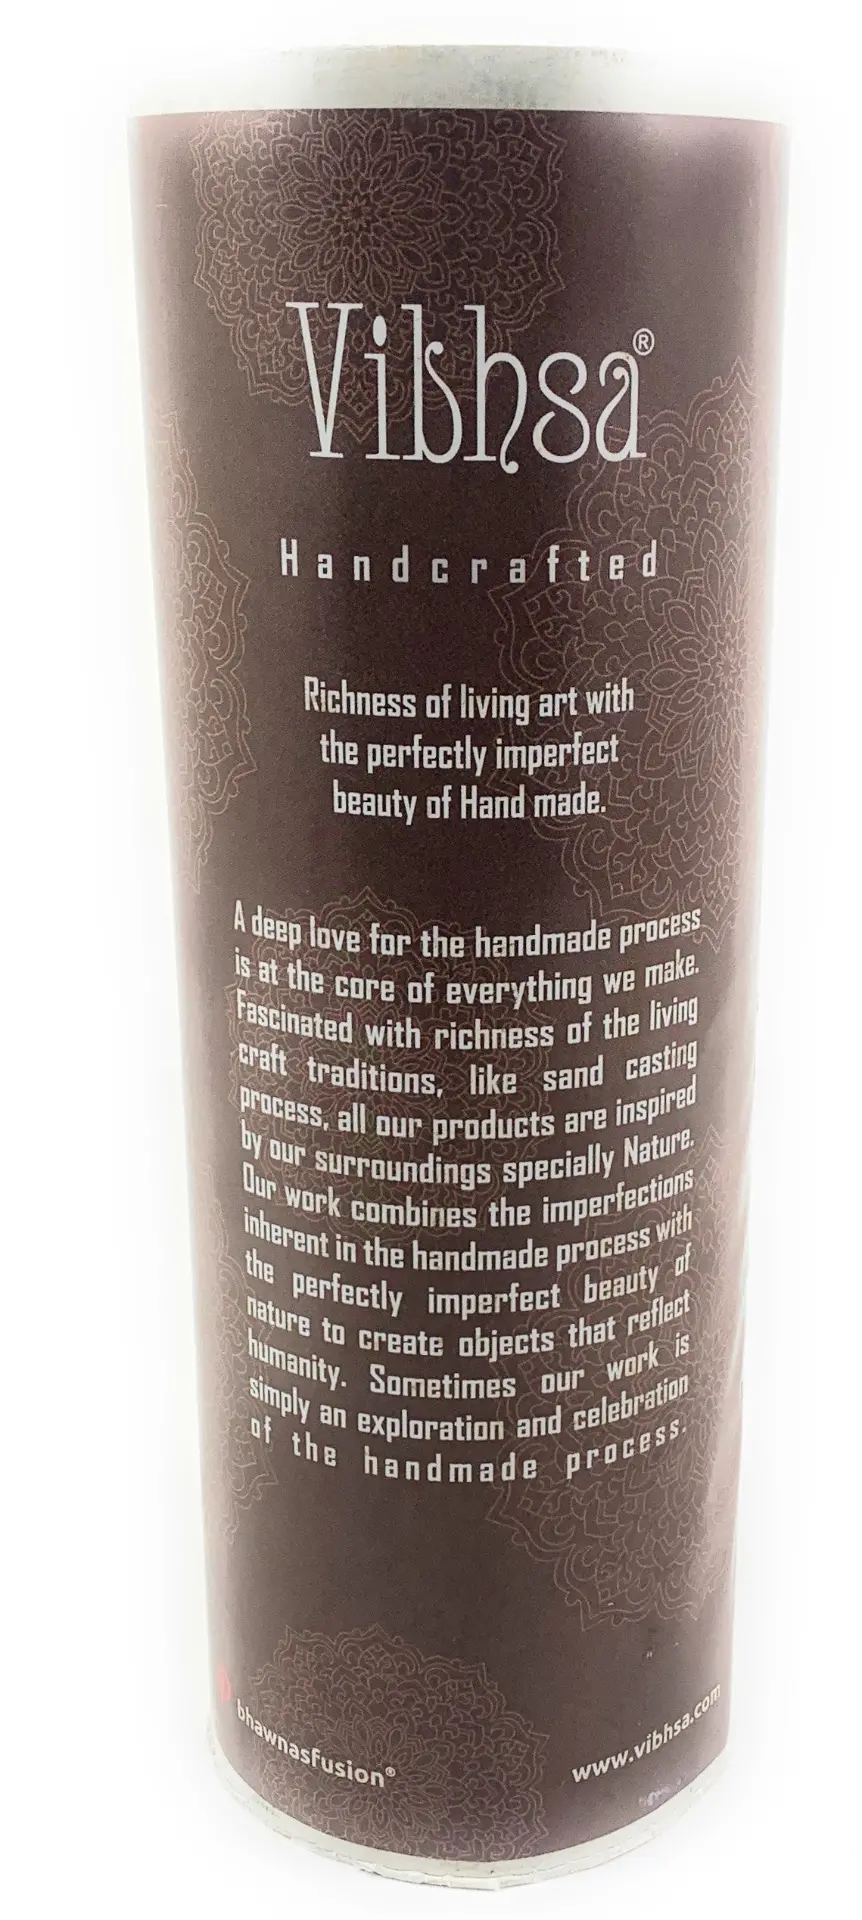 Vibhsa®
Handcrafted
Richness of living art with
the perfectly imperfect
beauty of Hand made.
A deep love for the handmade process
is at the core of everything we make.
Fascinated with richness of the living
craft traditions, like sand casting
process, all our products are inspired
by our surroundings specially Nature.
Our work combines the imperfections
inherent in the handmade process with
the perfectly imperfect beauty of
nature to create objects that reflect
humanity. Sometimes our work is
simply an exploration and celebration
of the handmade process.
bhawnasfusion®
www.vibhsa.com